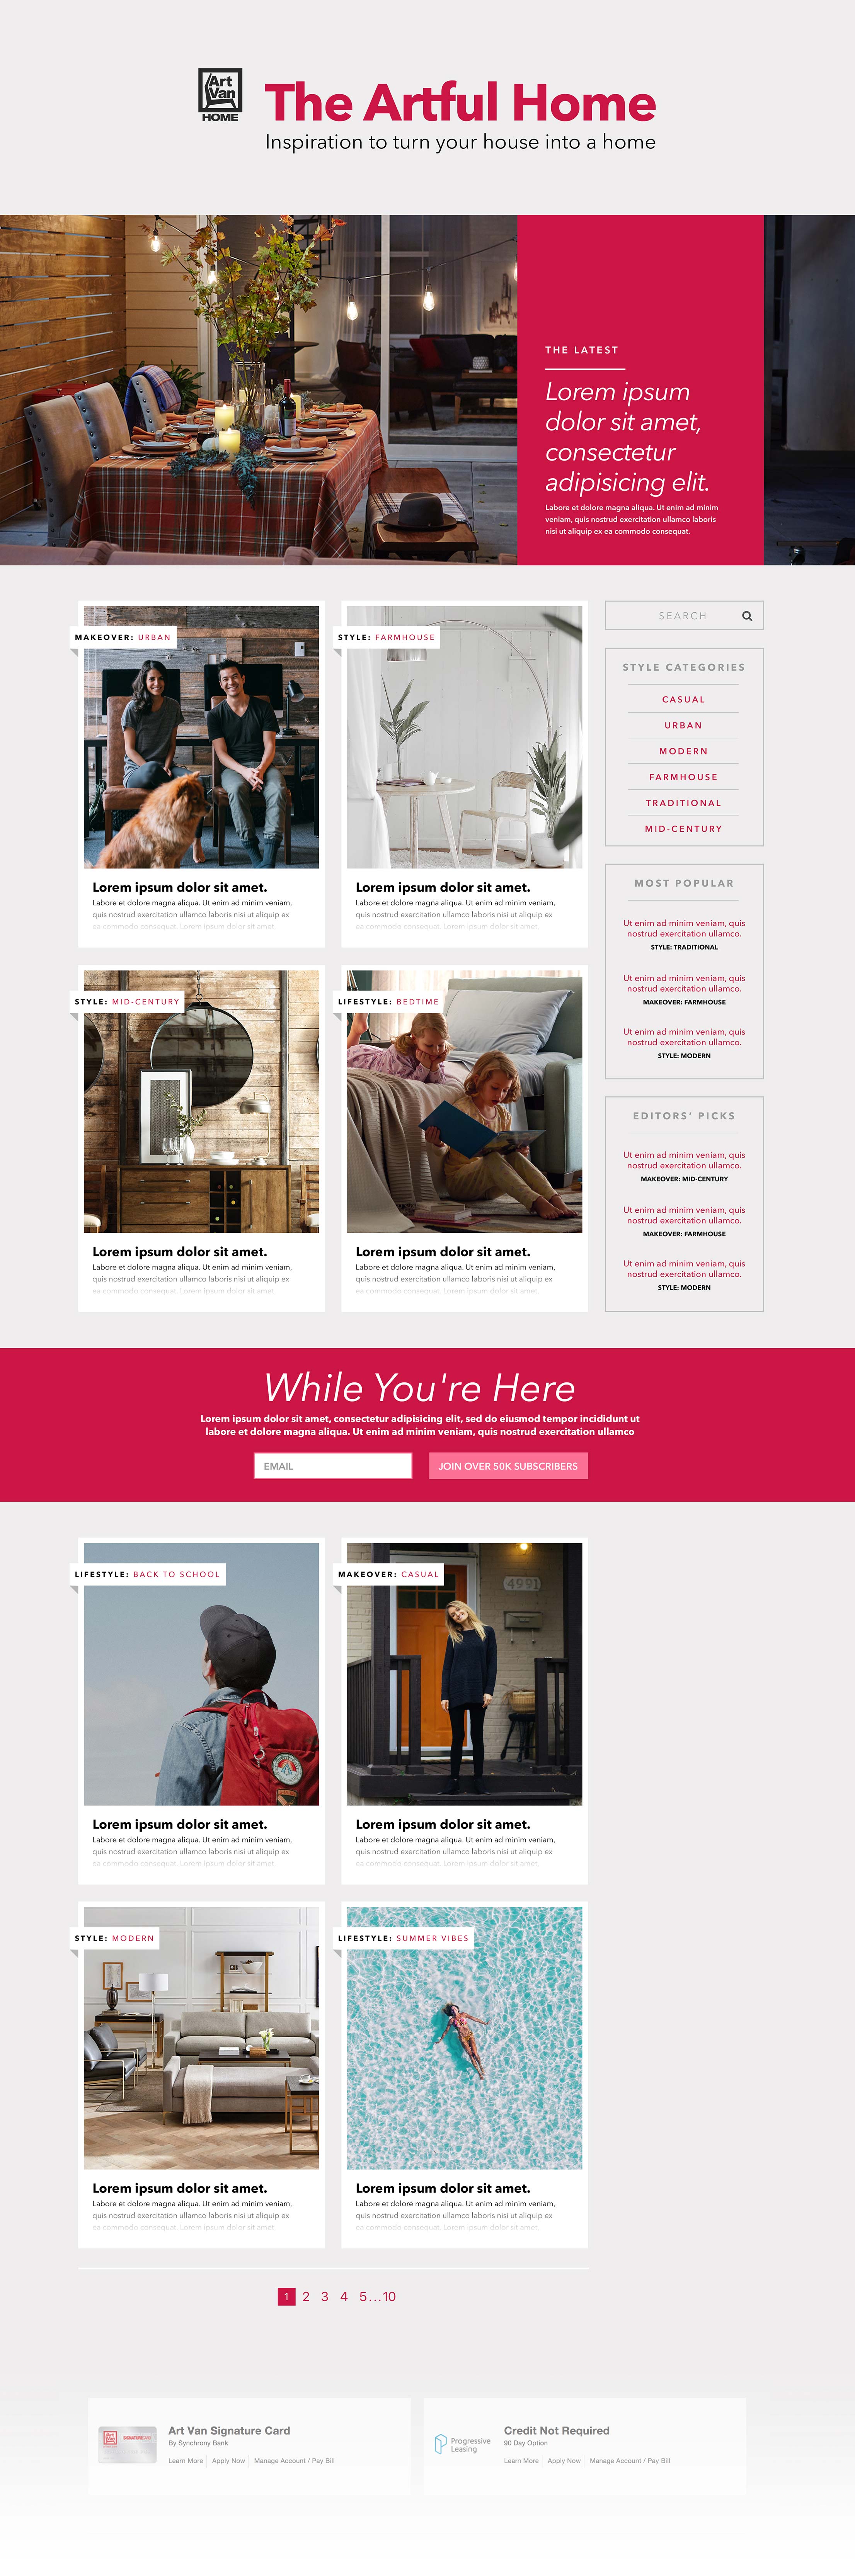 Art
Van
HOME
The Artful Home
Inspiration to turn your house into a home
THE LATEST
Lorem ipsum
dolor sit amet,
consectetur
adipisicing elit.
Labore et dolore magna aliqua. Ut enim ad minim
veniam, quis nostrud exercitation ullamco laboris
nisi ut aliquip ex ea commodo consequat.
MAKEOVER: URBAN
Lorem ipsum dolor sit amet.
Labore et dolore magna aliqua. Ut enim ad minim veniam,
quis nostrud exercitation ullamco laboris nisi ut aliquip ex
ea commodo consequat. Lorem ipsum dolor sit amet.
STYLE: FARMHOUSE
Lorem ipsum dolor sit amet.
Labore et dolore magna aliqua. Ut enim ad minim veniam,
quis nostrud exercitation ullamco laboris nisi ut aliquip ex
ea commodo consequat. Lorem ipsum dolor sit amet.
STYLE: MID-CENTURY
Lorem ipsum dolor sit amet.
Labore et dolore magna aliqua. Ut enim ad minim veniam,
quis nostrud exercitation ullamco laboris nisi ut aliquip ex
ea commodo consequat. Lorem ipsum dolor sit amet.
LIFESTYLE: BEDTIME
Lorem ipsum dolor sit amet.
Labore et dolore magna aliqua. Ut enim ad minim veniam,
quis nostrud exercitation ullamco laboris nisi ut aliquip ex
ea commodo consequat. Lorem ipsum dolor sit amet.
SEARCH
STYLE CATEGORIES
CASUAL
URBAN
MODERN
FARMHOUSE
TRADITIONAL
MID-CENTURY
MOST POPULAR
Ut enim ad minim veniam, quis
nostrud exercitation ullamco.
STYLE: TRADITIONAL
Ut enim ad minim veniam, quis
nostrud exercitation ullamco.
MAKEOVER: FARMHOUSE
Ut enim ad minim veniam, quis
nostrud exercitation ullamco.
STYLE: MODERN
EDITORS' PICKS
Ut enim ad minim veniam, quis
nostrud exercitation ullamco.
MAKEOVER: MID-CENTURY
Ut enim ad minim veniam, quis
nostrud exercitation ullamco.
MAKEOVER: FARMHOUSE
Ut enim ad minim veniam, quis
nostrud exercitation ullamco.
STYLE: MODERN
While You're Here
Lorem ipsum dolor sit amet, consectetur adipisicing elit, sed do eiusmod tempor incididunt ut
labore et dolore magna aliqua. Ut enim ad minim veniam, quis nostrud exercitation ullamco
EMAIL
JOIN OVER 50K SUBSCRIBERS
LIFESTYLE: BACK TO SCHOOL
Lorem ipsum dolor sit amet.
Labore et dolore magna aliqua. Ut enim ad minim veniam,
quis nostrud exercitation ullamco laboris nisi ut aliquip ex
ea commodo consequat. Lorem ipsum dolor sit amet.
MAKEOVER: CASUAL
4991
Lorem ipsum dolor sit amet.
Labore et dolore magna aliqua. Ut enim ad minim veniam,
quis nostrud exercitation ullamco laboris nisi ut aliquip ex
ea commodo consequat. Lorem ipsum dolor sit amet.
STYLE: MODERN
Lorem ipsum dolor sit amet.
Labore et dolore magna aliqua. Ut enim ad minim veniam,
quis nostrud exercitation ullamco laboris nisi ut aliquip ex
ea commodo consequat. Lorem ipsum dolor sit amet.
LIFESTYLE: SUMMER VIBES
Lorem ipsum dolor sit amet.
Labore et dolore magna aliqua. Ut enim ad minim veniam,
quis nostrud exercitation ullamco laboris nisi ut aliquip ex
ea commodo consequat. Lorem ipsum dolor sit amet.
1 2 3 4 5...10
Art
Van
SIGNATURECARD
Art Van Signature Card
By Synchrony Bank
Learn More Apply Now Manage Account / Pay Bill
Progressive
Leasing
Credit Not Required
90 Day Option
Learn More Apply Now Manage Account / Pay Bill